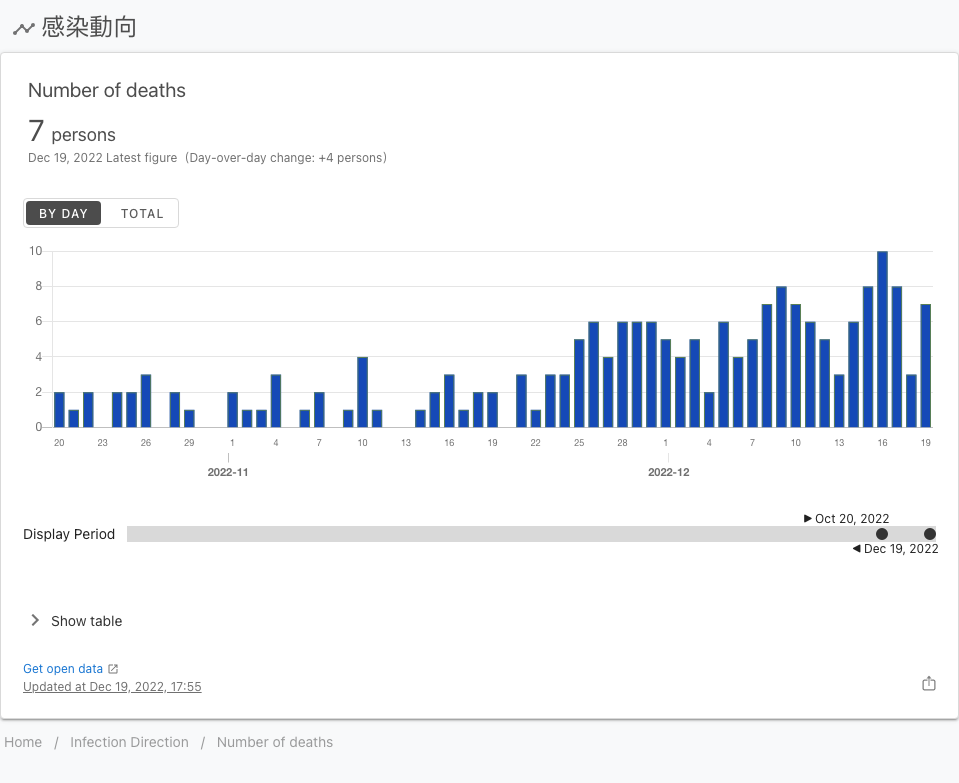 感染動向
Number of deaths
7 persons
Dec 19, 2022 Latest figure (Day-over-day change: +4 persons)
BY DAY TOTAL
10
8
6
4
2
0
20 23 26 29 1 4 7 10 13 16 19 22 25 28 1 4 7 10 13 16 19
2022-11 2022-12
Oct 20, 2022
Display Period
Dec 19, 2022
Show table
Get open data
Updated at Dec 19, 2022, 17:55
Home / Infection Direction / Number of deaths